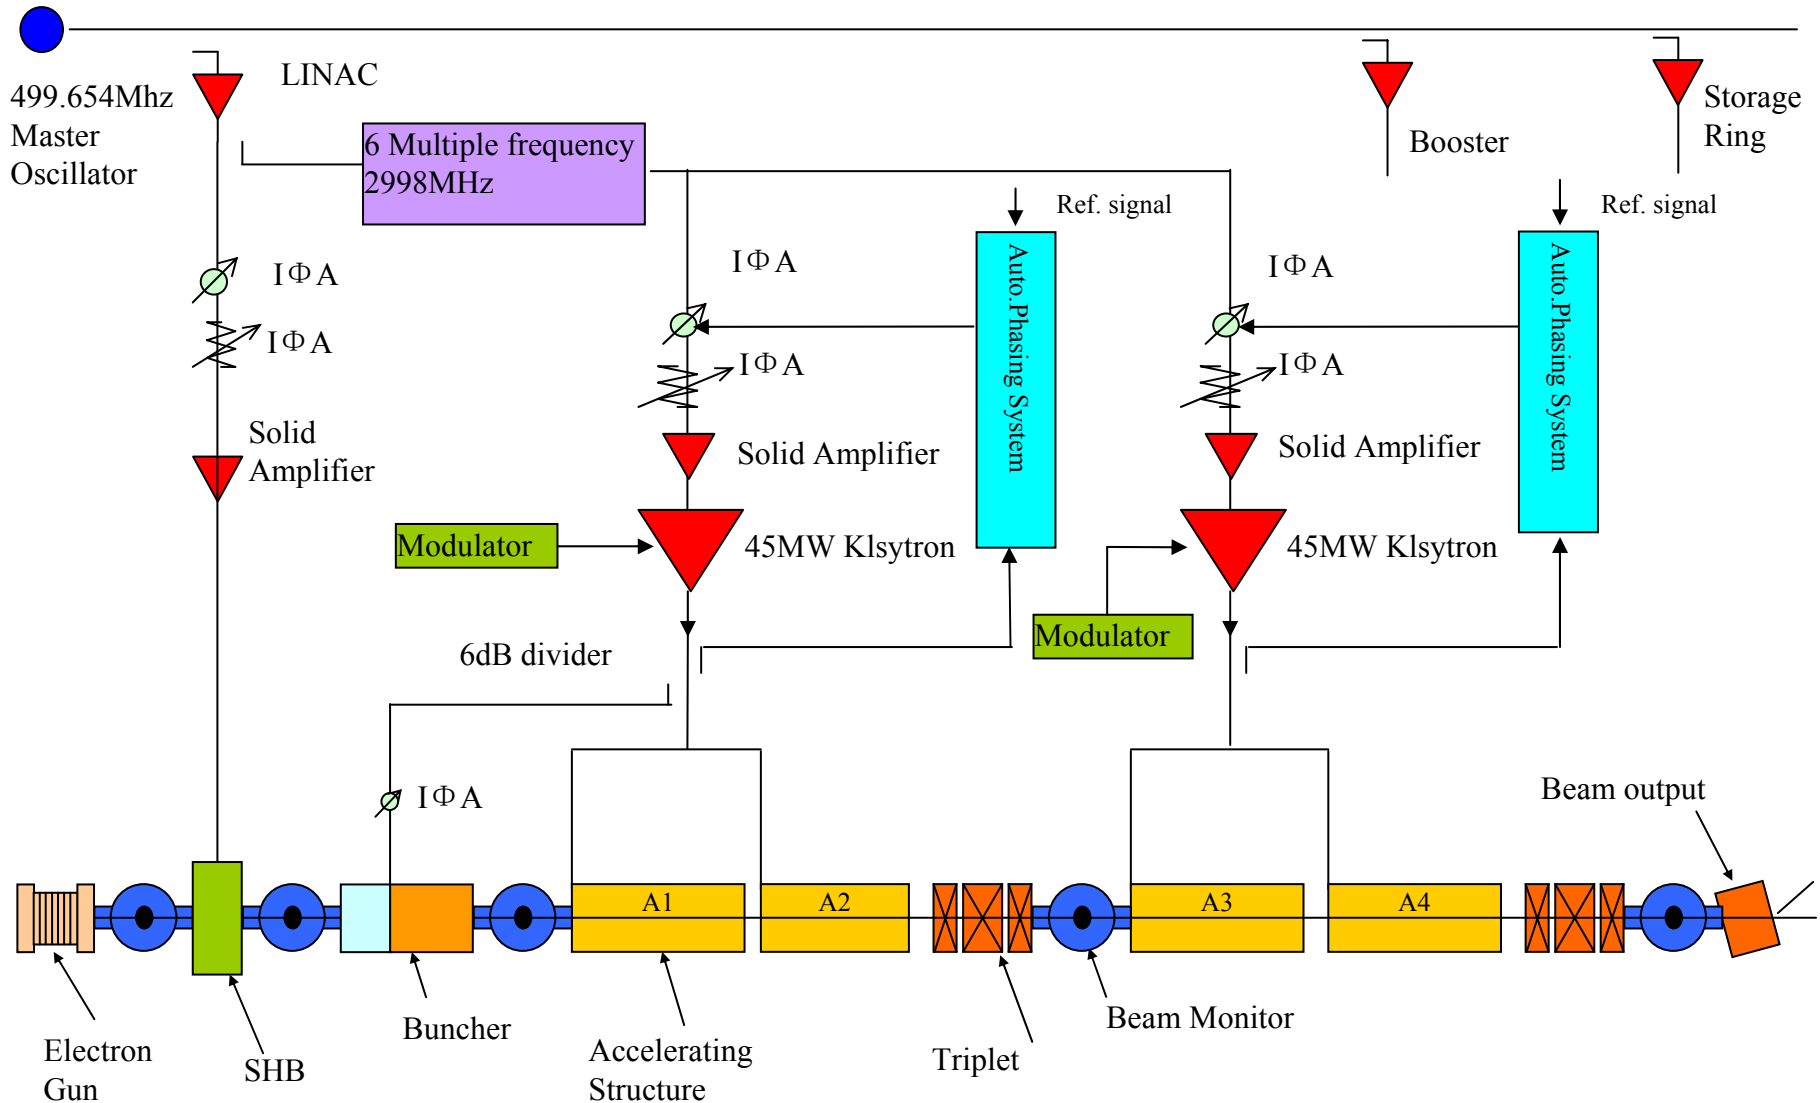 LINAC
499.654Mhz
Master
Oscillator
Storage
Ring
Booster
6 Multiple frequency
2998MHz
Ref. signal
Ref. signal
IΦA
IΦA
IΦA
Auto.Phasing System
Auto.Phasing System
IΦA
IΦA
IΦA
Solid
Amplifier
Solid Amplifier
Solid Amplifier
Modulator
45MW Klsytron
45MW Klsytron
Modulator
6dB divider
IΦA
Beam output
A1
A2
A3
A4
Buncher
Beam Monitor
Electron
Gun
SHB
Accelerating
Structure
Triplet